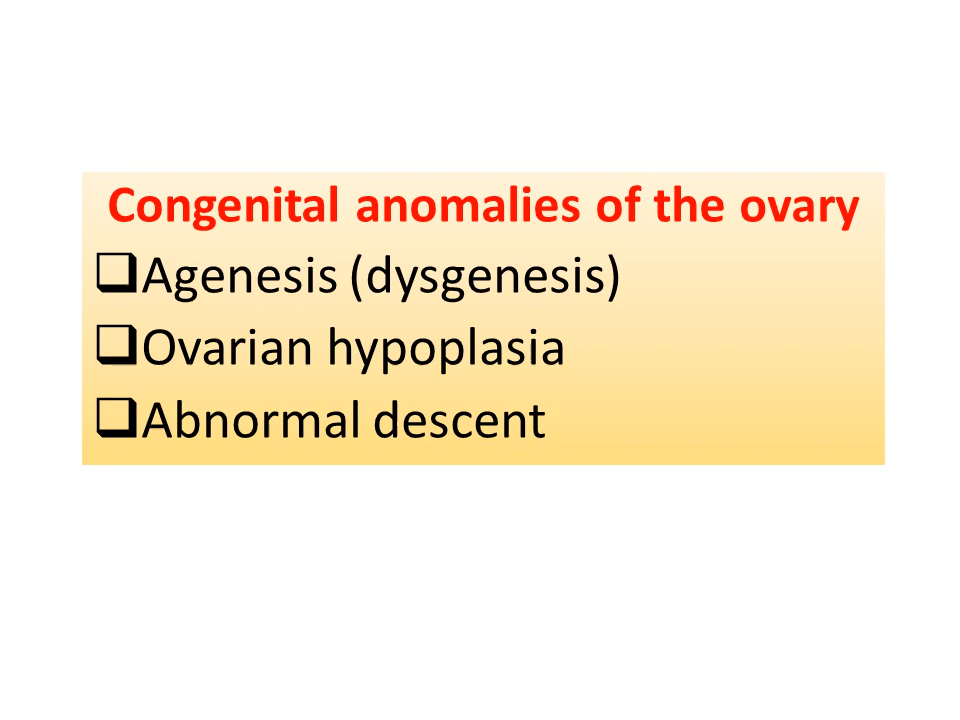 Congenital anomalies of the ovary
❑Agenesis (dysgenesis)
❑Ovarian hypoplasia
❑Abnormal descent